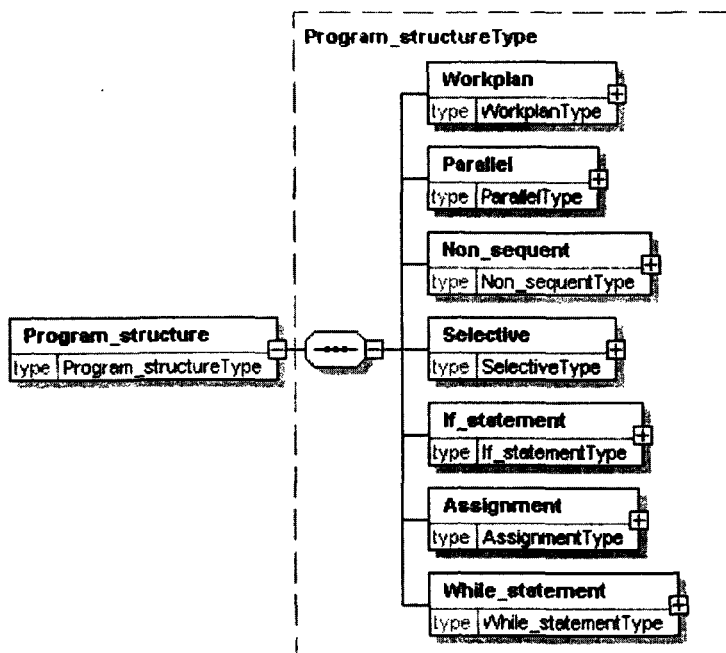 Program_structureType
Workplan
type WorkplanType
Parallel
type ParallelType
Non_sequent
type Non_sequentType
Program_structure
type Program_structureType
Selective
type SelectiveType
If_statement
type If_statementType
Assignment
type AssignmentType
While_statement
type While_statementType